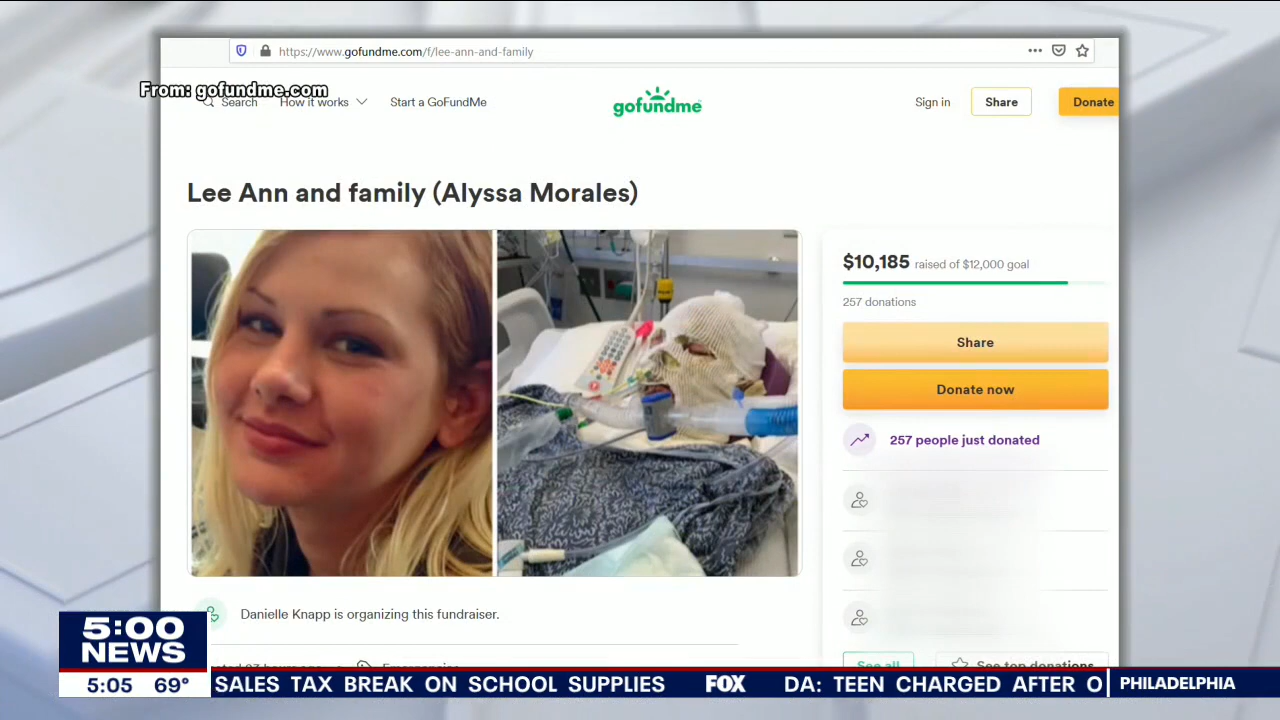 https://www.gofundme.com/f/lee-ann-and-family
From: gofundme.com
Search
How it works
Start a GoFundMe
gofundme
Sign in
Share
Donate
Lee Ann and family (Alyssa Morales)
$10,185 raised of $12,000 goal
257 donations
Share
Donate now
257 people just donated
Danielle Knapp is organizing this fundraiser.
See all
See top donations
5:00
NEWS
5:05 69°
SALES TAX BREAK ON SCHOOL SUPPLIES
FOX
DA: TEEN CHARGED AFTER O
PHILADELPHIA